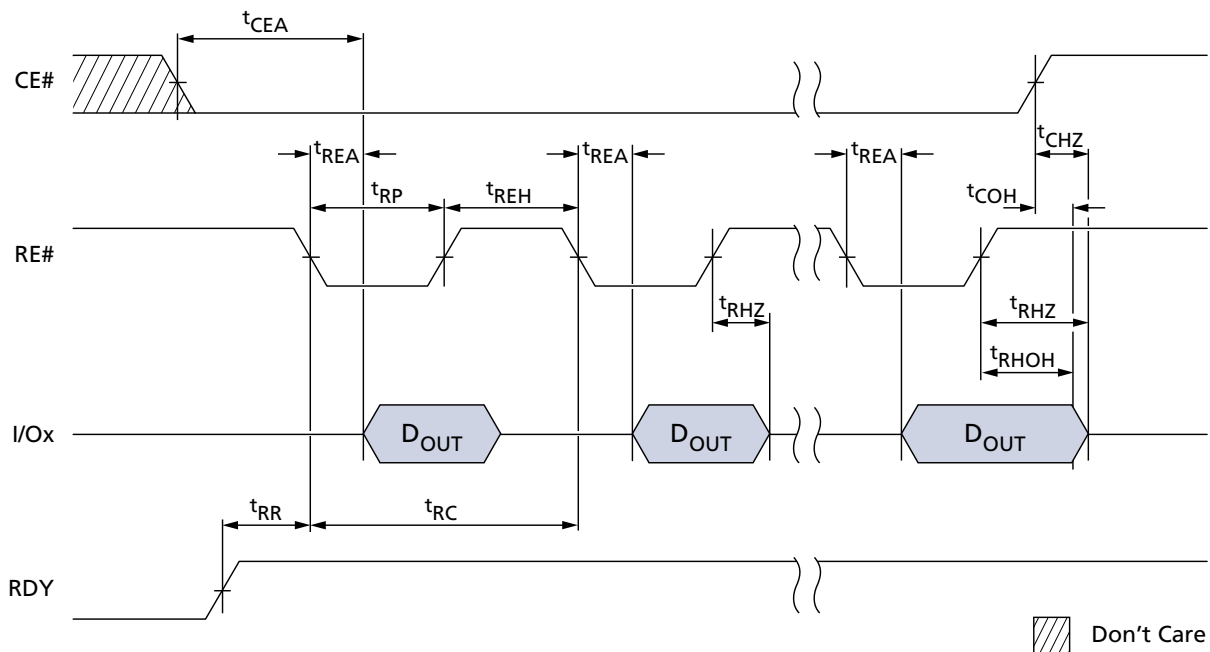 tCEA
CE#
tREA
tREA
tREA
tCHZ
tRP
tREH
tCOH
RE#
tRHZ
tRHZ
tRHOH
I/Ox
DOUT
DOUT
DOUT
tRR
tRC
RDY
Don't Care